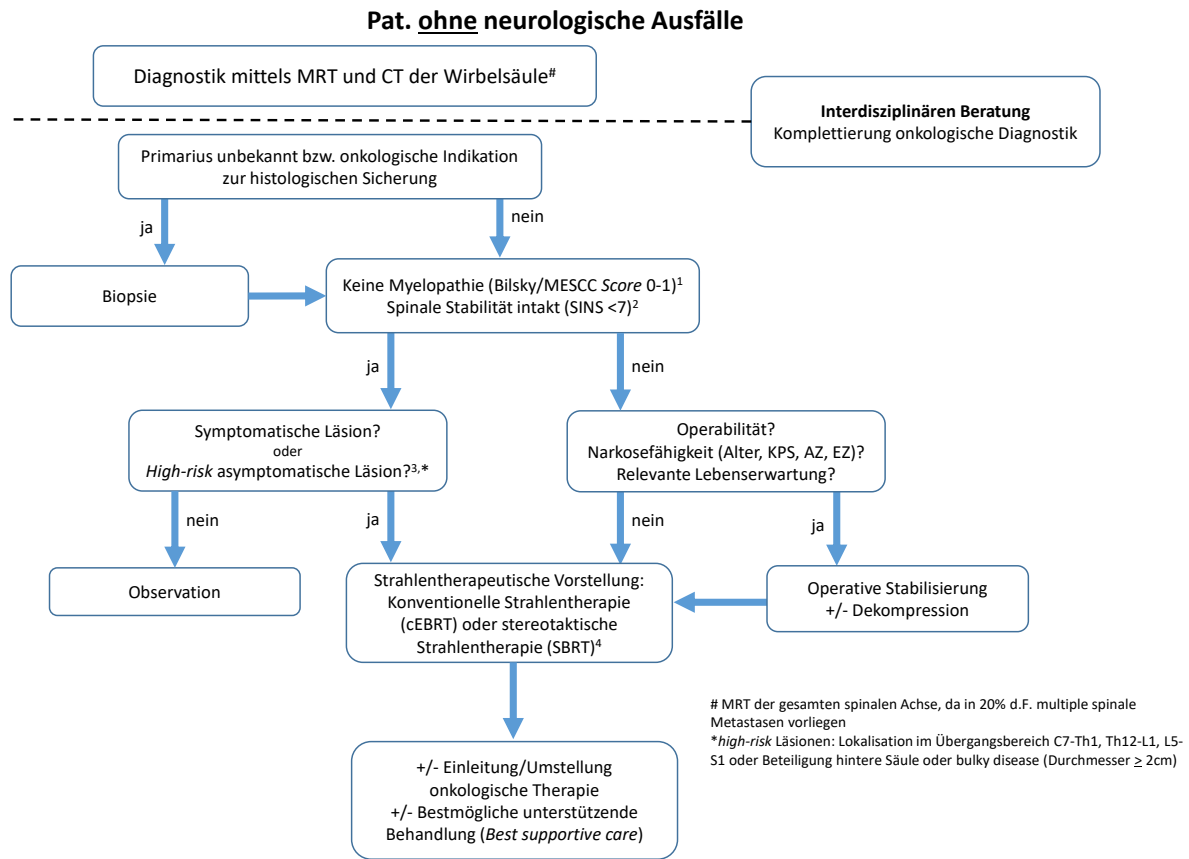 Pat. ohne neurologische Ausfälle
Diagnostik mittels MRT und CT der Wirbelsäule#
Interdisziplinären Beratung
Komplettierung onkologische Diagnostik
Primarius unbekannt bzw. onkologische Indikation
zur histologischen Sicherung
ja
nein
Biopsie
Keine Myelopathie (Bilsky/MESCC Score 0-1)1
Spinale Stabilität intakt (SINS <7)2
ja
nein
Symptomatische Läsion?
oder
High-risk asymptomatische Läsion?3,*
Operabilität?
Narkosefähigkeit (Alter, KPS, AZ, EZ)?
Relevante Lebenserwartung?
nein
ja
nein
ja
Observation
Strahlentherapeutische Vorstellung:
Konventionelle Strahlentherapie
(cEBRT) oder stereotaktische
Strahlentherapie (SBRT)4
Operative Stabilisierung
+/- Dekompression
# MRT der gesamten spinalen Achse, da in 20% d.F. multiple spinale
Metastasen vorliegen
*high-risk Läsionen: Lokalisation im Übergangsbereich C7-Th1, Th12-L1, L5-
S1 oder Beteiligung hintere Säule oder bulky disease (Durchmesser ≥ 2cm)
+/- Einleitung/Umstellung
onkologische Therapie
+/- Bestmögliche unterstützende
Behandlung (Best supportive care)